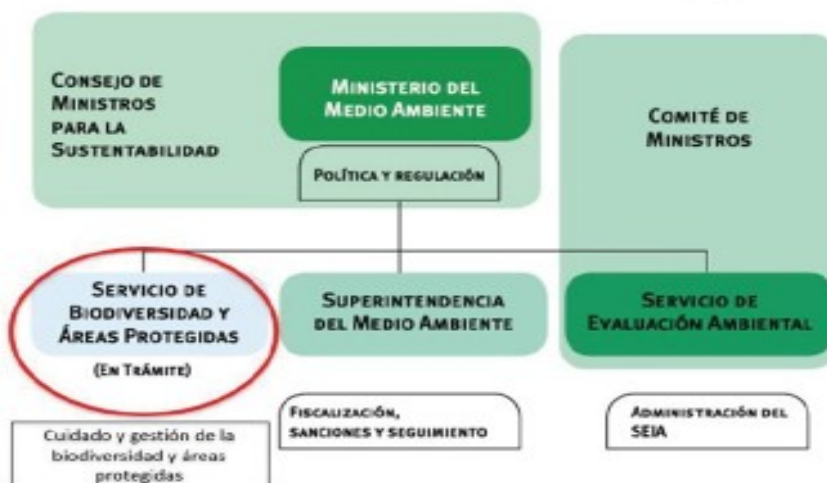 CONSEJO DE
MINISTROS
PARA LA
SUSTENTABILIDAD
MINISTERIO DEL
MEDIO AMBIENTE
POLÍTICA Y REGULACIÓN
COMITÉ DE
MINISTROS
SERVICIO DE
BIODIVERSIDAD Y
ÁREAS PROTEGIDAS
(EN TRÁMITE)
Cuidado y gestión de la
biodiversidad y áreas
protegidas
SUPERINTENDENCIA
DEL MEDIO AMBIENTE
FISCALIZACIÓN,
SANCIONES Y SEGUIMIENTO
SERVICIO DE
EVALUACIÓN AMBIENTAL
ADMINISTRACIÓN DEL
SEIA